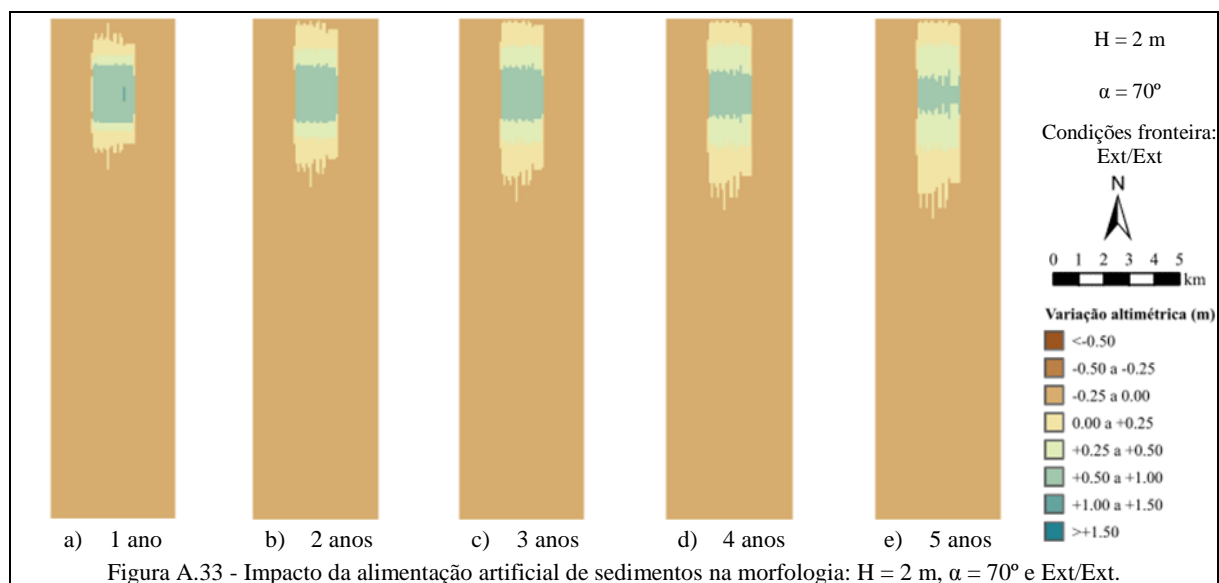 H = 2 m
α = 70º
Condições fronteira:
Ext/Ext
N
0 1 2 3 4 5
km
Variação altimétrica (m)
<-0.50
-0.50 a -0.25
-0.25 a 0.00
0.00 a +0.25
+0.25 a +0.50
+0.50 a +1.00
+1.00 a +1.50
>+1.50
a) 1 ano
b) 2 anos
c) 3 anos
d) 4 anos
e) 5 anos
Figura A.33 - Impacto da alimentação artificial de sedimentos na morfologia: H = 2 m, α = 70º e Ext/Ext.